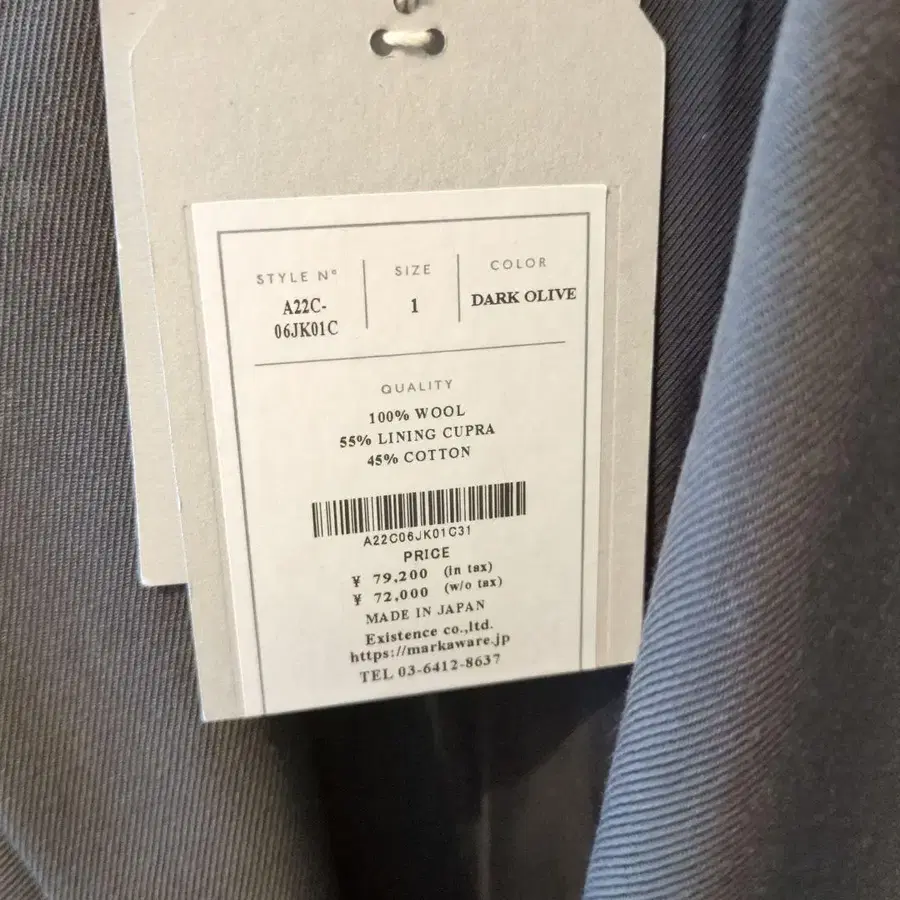 STYLE Nº
A22C-
06JK01C
SIZE
1
COLOR
DARK OLIVE
QUALITY
100% WOOL
55% LINING CUPRA
45% COTTON
A22C06JK01C31
PRICE
¥ 79,200 (in tax)
¥ 72,000 (w/o tax)
MADE IN JAPAN
Existence co.,ltd.
https://markaware.jp
TEL 03-6412-8637